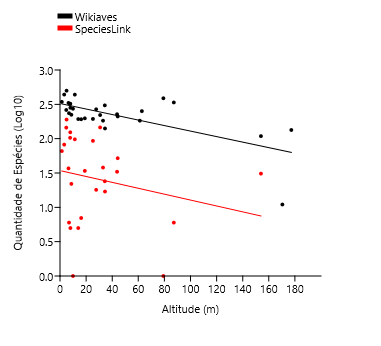 Wikiaves
SpeciesLink
3.0
2.5
2.0
1.5
1.0
0.5
0.0
0 20 40 60 80 100 120 140 160 180
Quantidade de Espécies (Log10)
Altitude (m)